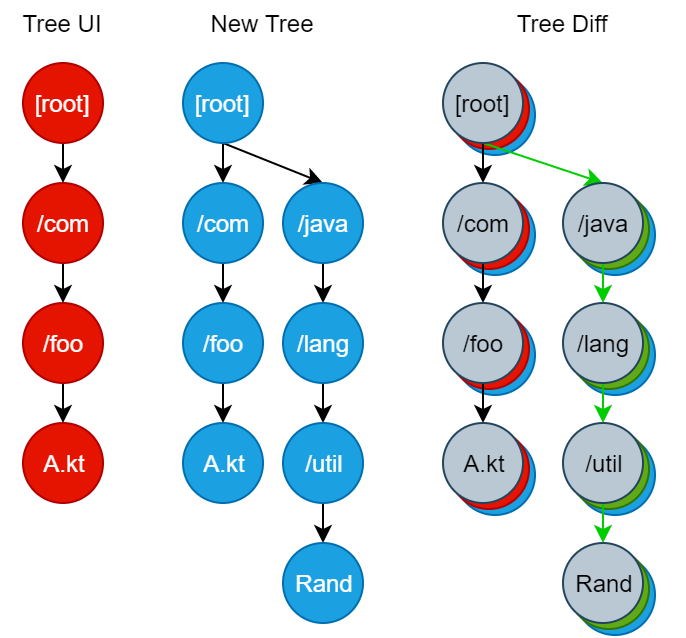 Tree UI New Tree Tree Diff
[root] [root] [root]
/com /com /java /com /java
/foo /foo /lang /foo /lang
A.kt A.kt /util A.kt /util
Rand Rand